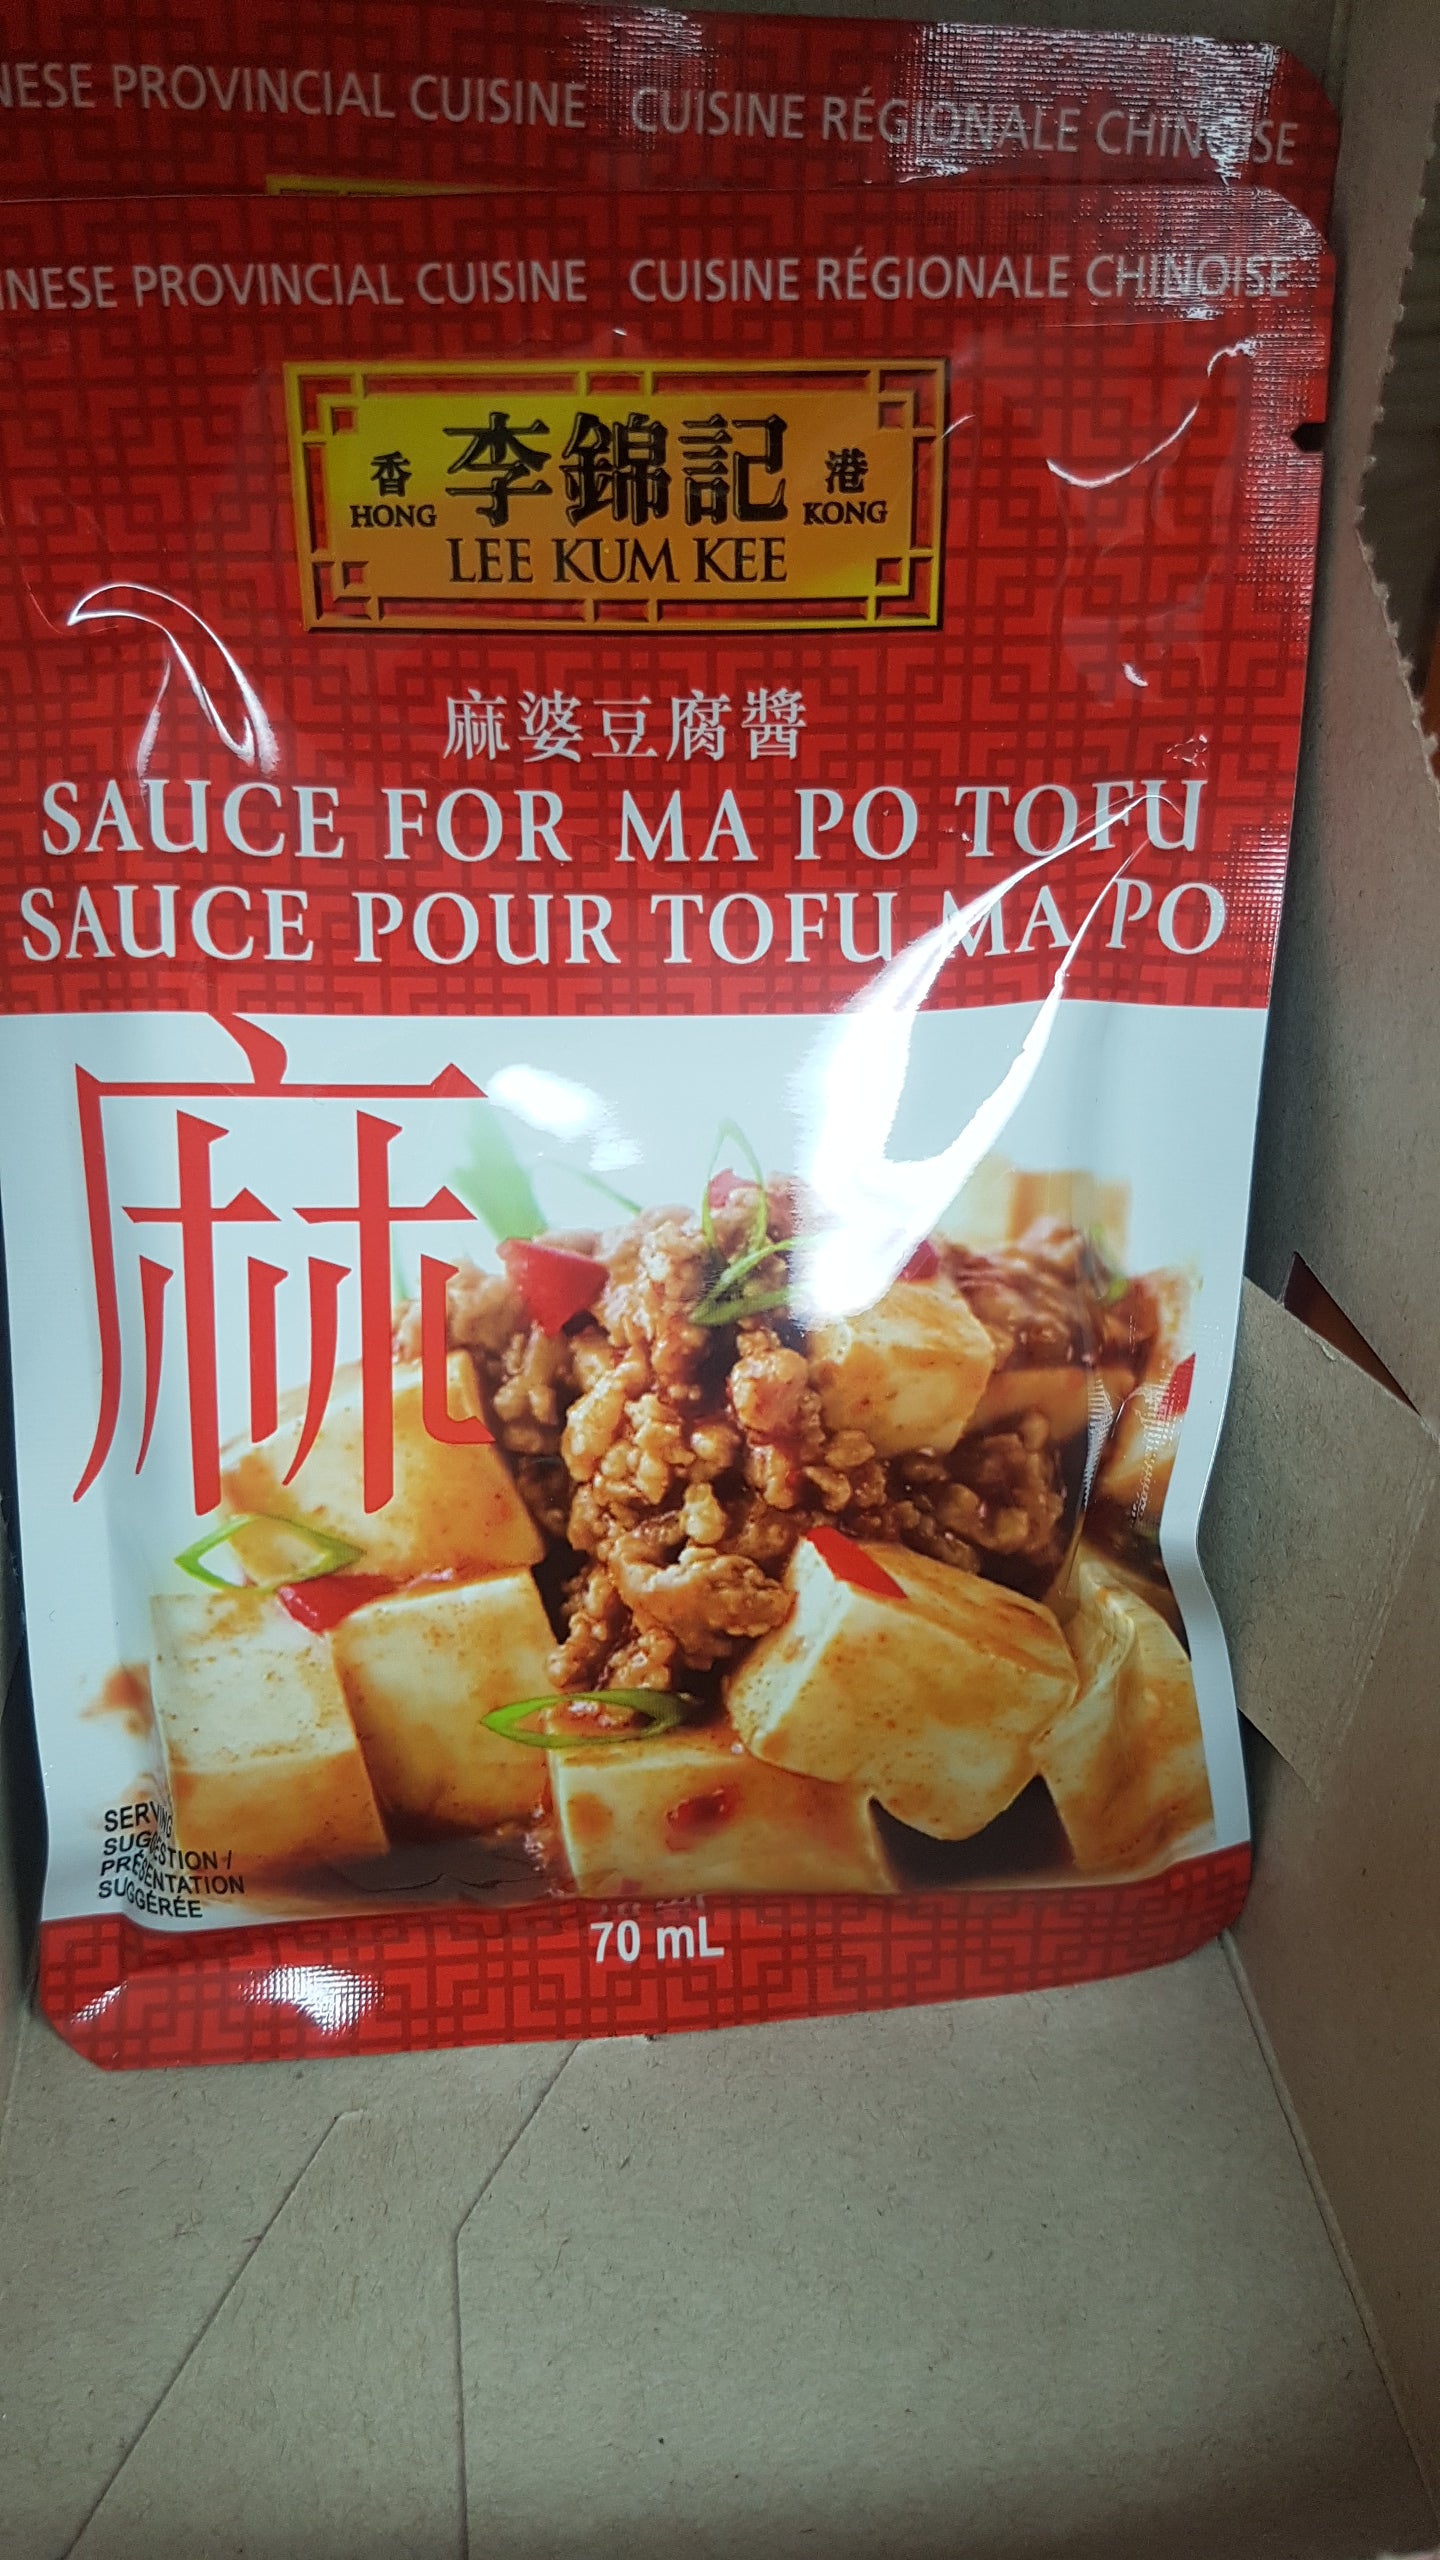 NESE PROVINCIAL CUISINE CUISINE RÉGIONALE CHINOISE
INESE PROVINCIAL CUISINE CUISINE RÉGIONALE CHINOISE
香 李錦記 港
HONG KONG
LEE KUM KEE
麻婆豆腐醬
SAUCE FOR MA PO TOFU
SAUCE POUR TOFU MA PO
麻
SERVING
SUGGESTION /
PRÉSENTATION
SUGGÉRÉE
70 mL